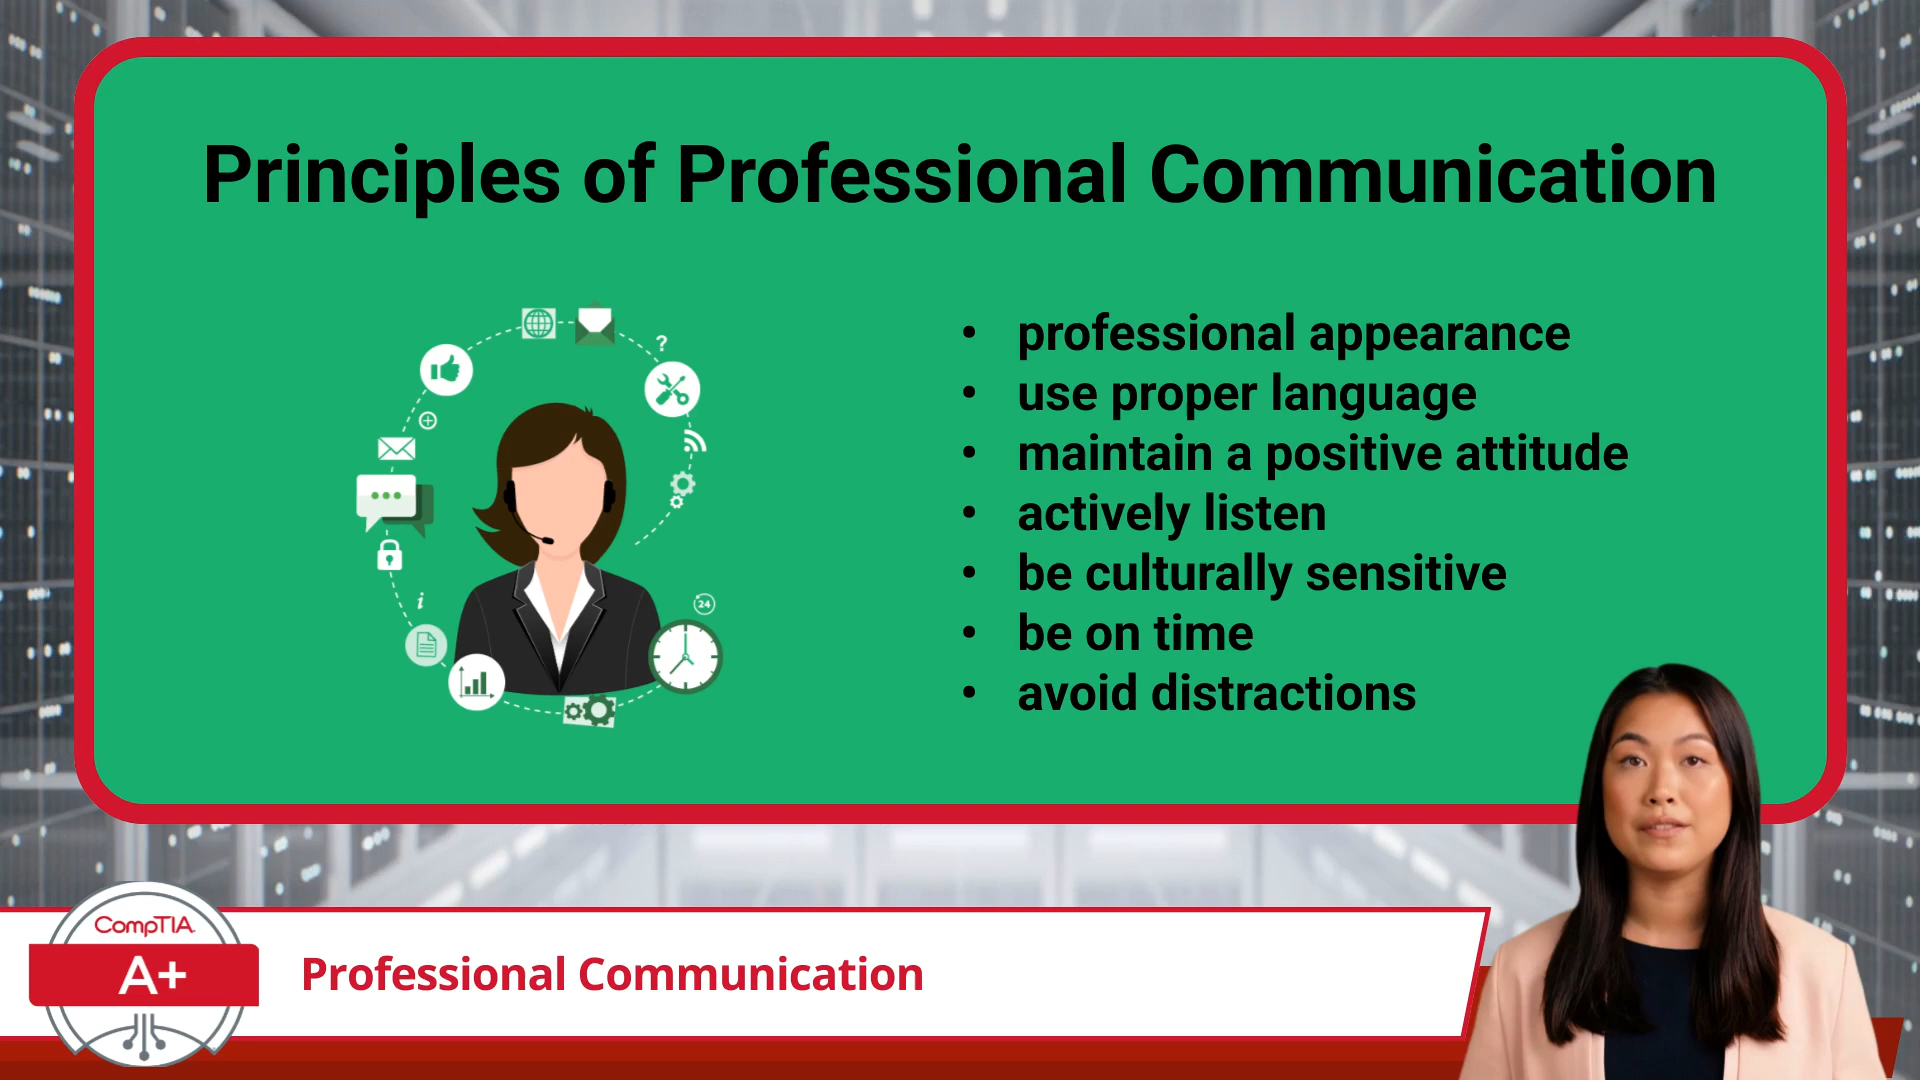 Principles of Professional Communication
?
• professional appearance
• use proper language
• maintain a positive attitude
• actively listen
• be culturally sensitive
• be on time
• avoid distractions
i
24
CompTIA
A+
Professional Communication